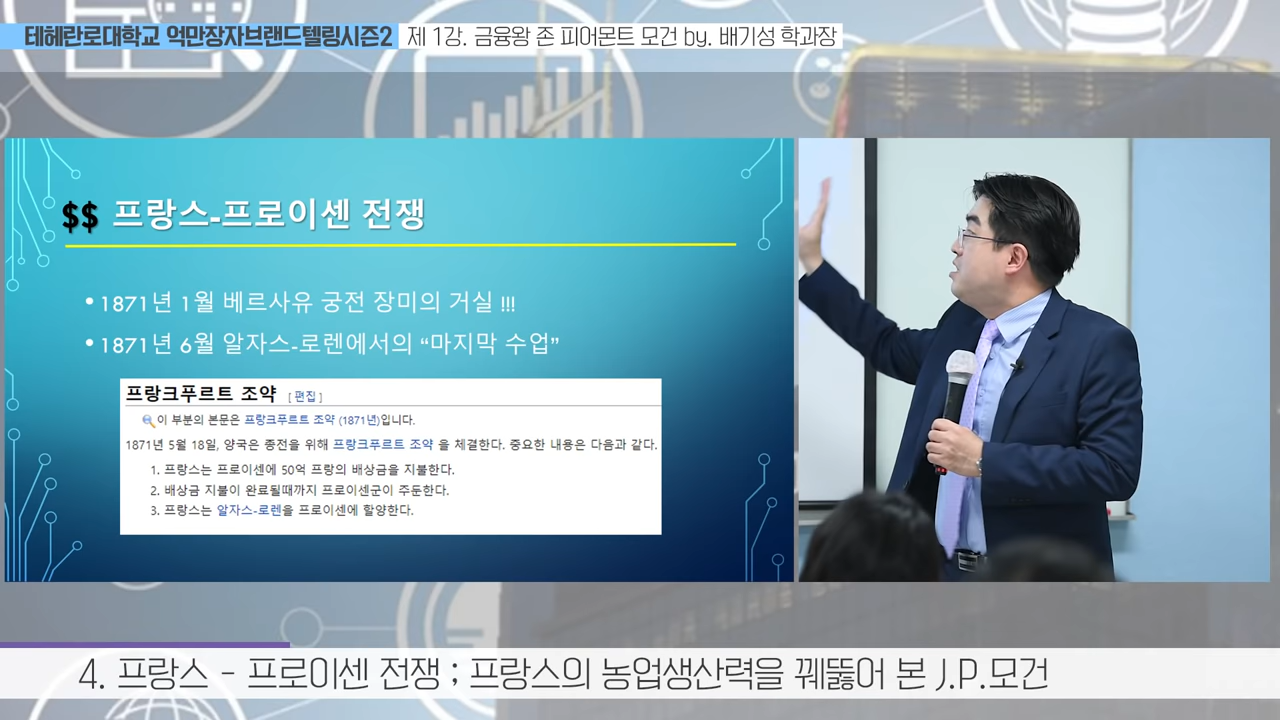 테헤란로대학교 억만장자브랜드텔링시즌2 제 1강. 금융왕 존 피어몬트 모건 by. 배기성 학과장
$$ 프랑스-프로이센 전쟁
• 1871년 1월 베르사유 궁전 장미의 거실 !!!
• 1871년 6월 알자스-로렌에서의 “마지막 수업”
프랑크푸르트 조약 [편집]
이 부분의 본문은 프랑크푸르트 조약 (1871년)입니다.
1871년 5월 18일, 양국은 종전을 위해 프랑크푸르트 조약 을 체결한다. 중요한 내용은 다음과 같다.
1. 프랑스는 프로이센에 50억 프랑의 배상금을 지불한다.
2. 배상금 지불이 완료될때까지 프로이센군이 주둔한다.
3. 프랑스는 알자스-로렌을 프로이센에 할양한다.
4. 프랑스 - 프로이센 전쟁 ; 프랑스의 농업생산력을 꿰뚫어 본 J.P.모건